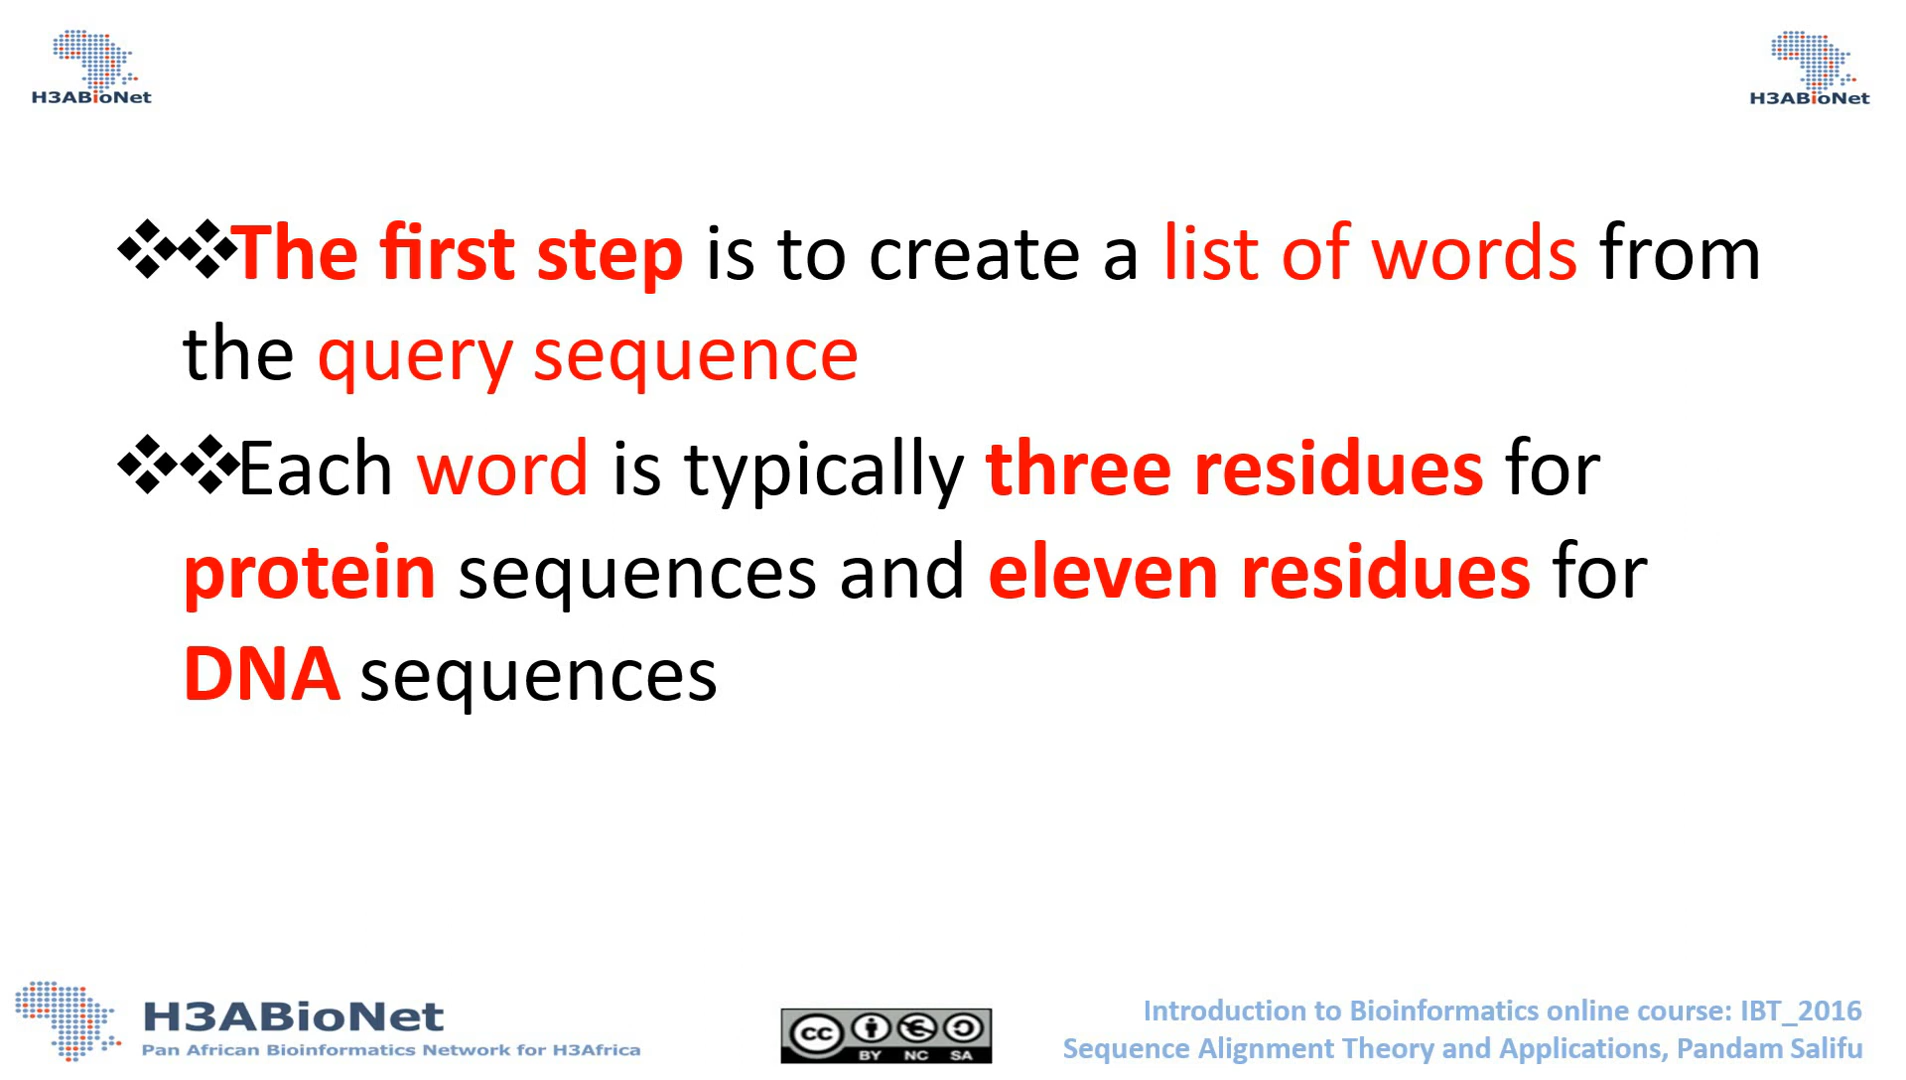 H3ABioNet
H3ABioNet
❖❖The first step is to create a list of words from
the query sequence
❖❖Each word is typically three residues for
protein sequences and eleven residues for
DNA sequences
H3ABioNet
Pan African Bioinformatics Network for H3Africa
cc
BY NC SA
Introduction to Bioinformatics online course: IBT_2016
Sequence Alignment Theory and Applications, Pandam Salifu